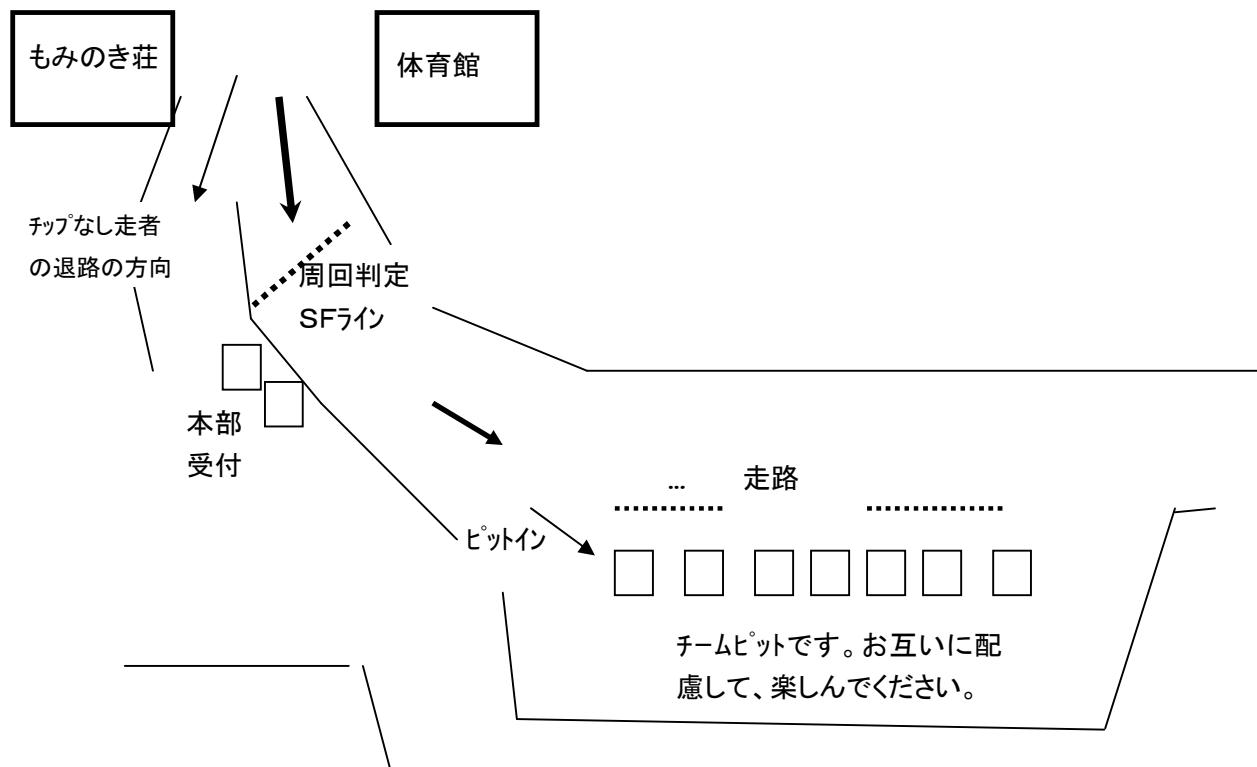 もみのき荘
体育館
ﾁｯﾌﾟなし走者
の退路の方向
周回判定
SFﾗｲﾝ
本部
受付
… 走路
ﾋﾟｯﾄｲﾝ
ﾁｰﾑﾋﾟｯﾄです。お互いに配
慮して、楽しんでください。